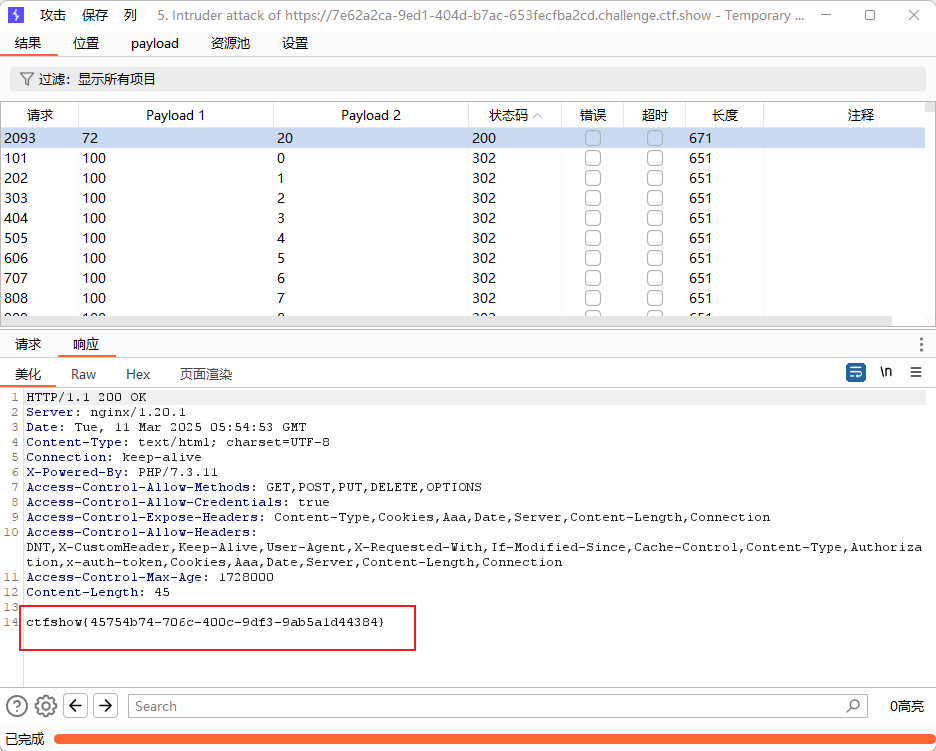 攻击 保存 列 5. Intruder attack of https://7e62a2ca-9ed1-404d-b7ac-653fecfba2cd.challenge.ctf.show - Temporary ...
结果 位置 payload 资源池 设置
过滤：显示所有项目
请求 Payload 1 Payload 2 状态码 错误 超时 长度 注释
2093 72 20 200 671
101 100 0 302 651
202 100 1 302 651
303 100 2 302 651
404 100 3 302 651
505 100 4 302 651
606 100 5 302 651
707 100 6 302 651
808 100 7 302 651
请求 响应
美化 Raw Hex 页面渲染 \n
1 HTTP/1.1 200 OK
2 Server: nginx/1.20.1
3 Date: Tue, 11 Mar 2025 05:54:53 GMT
4 Content-Type: text/html; charset=UTF-8
5 Connection: keep-alive
6 X-Powered-By: PHP/7.3.11
7 Access-Control-Allow-Methods: GET,POST,PUT,DELETE,OPTIONS
8 Access-Control-Allow-Credentials: true
9 Access-Control-Expose-Headers: Content-Type,Cookies,Aaa,Date,Server,Content-Length,Connection
10 Access-Control-Allow-Headers:
DNT,X-CustomHeader,Keep-Alive,User-Agent,X-Requested-With,If-Modified-Since,Cache-Control,Content-Type,Authoriza
tion,x-auth-token,Cookies,Aaa,Date,Server,Content-Length,Connection
11 Access-Control-Max-Age: 1728000
12 Content-Length: 45
13
14 ctfshow{45754b74-706c-400c-9df3-9ab5a1d44384}
Search 0高亮
已完成